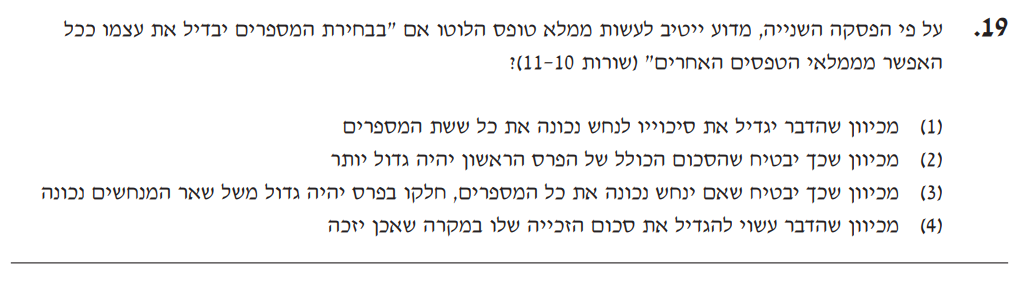 19. על פי הפסקה השנייה, מדוע ייטיב לעשות ממלא טופס הלוטו אם "בבחירת המספרים יבדיל את עצמו ככל
האפשר מממלאי הטפסים האחרים" (שורות 10-11)?
(1) מכיוון שהדבר יגדיל את סיכוייו לנחש נכונה את כל ששת המספרים
(2) מכיוון שכך יבטיח שהסכום הכולל של הפרס הראשון יהיה גדול יותר
(3) מכיוון שכך יבטיח שאם ינחש נכונה את כל המספרים, חלקו בפרס יהיה גדול משל שאר המנחשים נכונה
(4) מכיוון שהדבר עשוי להגדיל את סכום הזכייה שלו במקרה שאכן יזכה